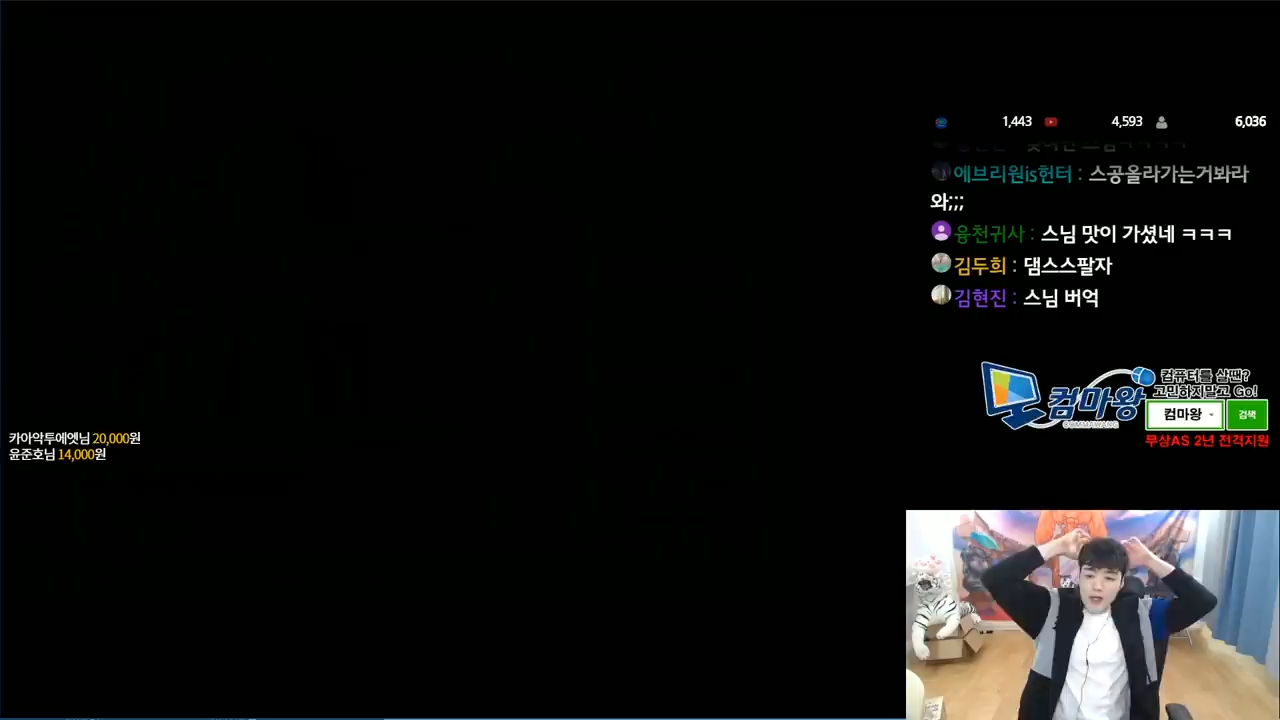 1,443 4,593 6,036
에브리원is헌터 : 스공올라가는거봐라
와;;;
융천귀사 : 스님 맛이 가셨네 ㅋㅋㅋ
김두희 : 댐스스팔자
김현진 : 스님 버억
컴퓨터를 살땐?
고민하지말고 Go!
컴마왕
COMMAWANG
컴마왕 검색
무상AS 2년 전격지원
카아악투에엣님 20,000원
윤준호님 14,000원